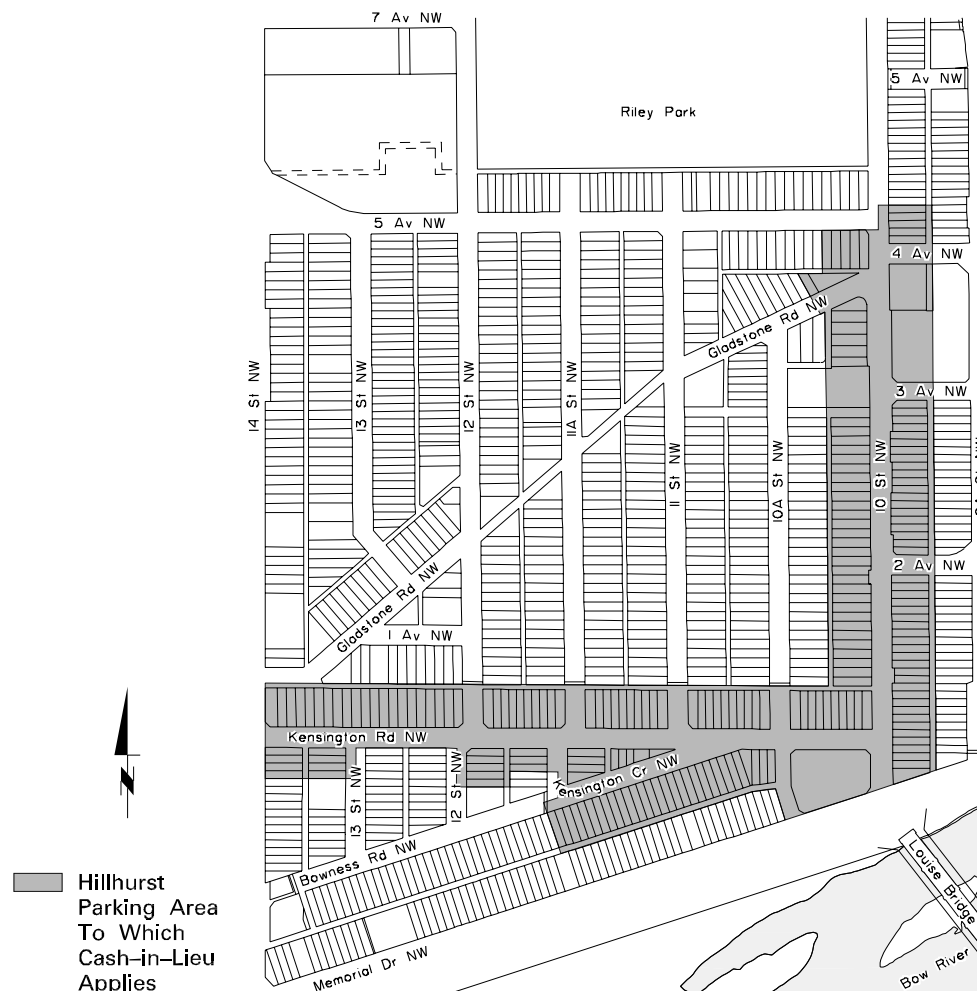 7 Av NW
5 Av NW
Riley Park
5 Av NW
4 Av NW
Gladstone Rd NW
14 St NW
13 St NW
12 St NW
11A St NW
11 St NW
10A St NW
10 St NW
3 Av NW
2 Av NW
Gladstone Rd NW
1 Av NW
Kensington Rd NW
13 St NW
12 St NW
Kensington Cr NW
Bowness Rd NW
Memorial Dr NW
Louise Bridge
Bow River
N
Hillhurst
Parking Area
To Which
Cash-in-Lieu
Applies